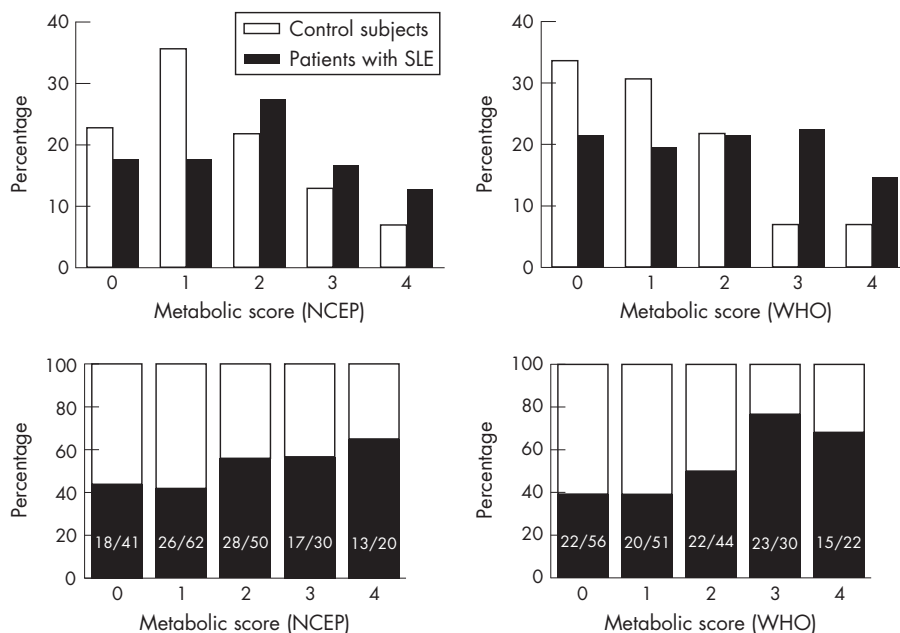 40
30
20
10
0
Percentage
Control subjects
Patients with SLE
0 1 2 3 4
Metabolic score (NCEP)
40
30
20
10
0
Percentage
0 1 2 3 4
Metabolic score (WHO)
100
80
60
40
20
0
Percentage
18/41 26/62 28/50 17/30 13/20
0 1 2 3 4
Metabolic score (NCEP)
100
80
60
40
20
0
Percentage
22/56 20/51 22/44 23/30 15/22
0 1 2 3 4
Metabolic score (WHO)